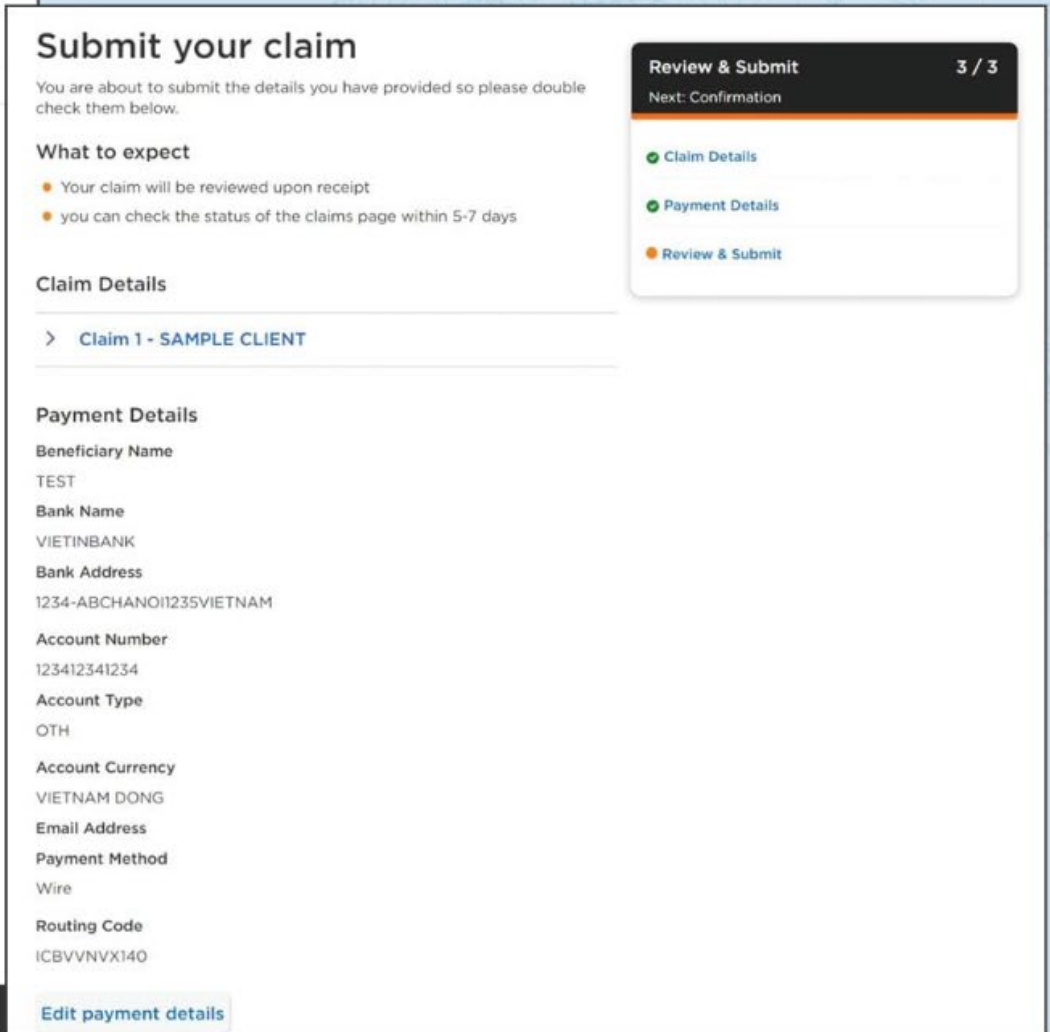 Submit your claim
You are about to submit the details you have provided so please double
check them below.
What to expect
Your claim will be reviewed upon receipt
you can check the status of the claims page within 5-7 days
Claim Details
Claim 1 - SAMPLE CLIENT
Payment Details
Beneficiary Name
TEST
Bank Name
VIETINBANK
Bank Address
1234-ABCHANOI1235VIETNAM
Account Number
123412341234
Account Type
OTH
Account Currency
VIETNAM DONG
Email Address
Payment Method
Wire
Routing Code
ICBVVNVX140
Edit payment details
Review & Submit 3 / 3
Next: Confirmation
Claim Details
Payment Details
Review & Submit